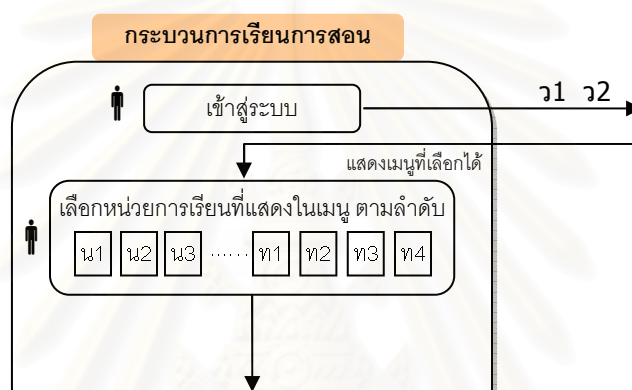 กระบวนการเรียนการสอน
เข้าสู่ระบบ
ว1 ว2
แสดงเมนูที่เลือกได้
เลือกหน่วยการเรียนที่แสดงในเมนู ตามลำดับ
น1 น2 น3 ...... ท1 ท2 ท3 ท4